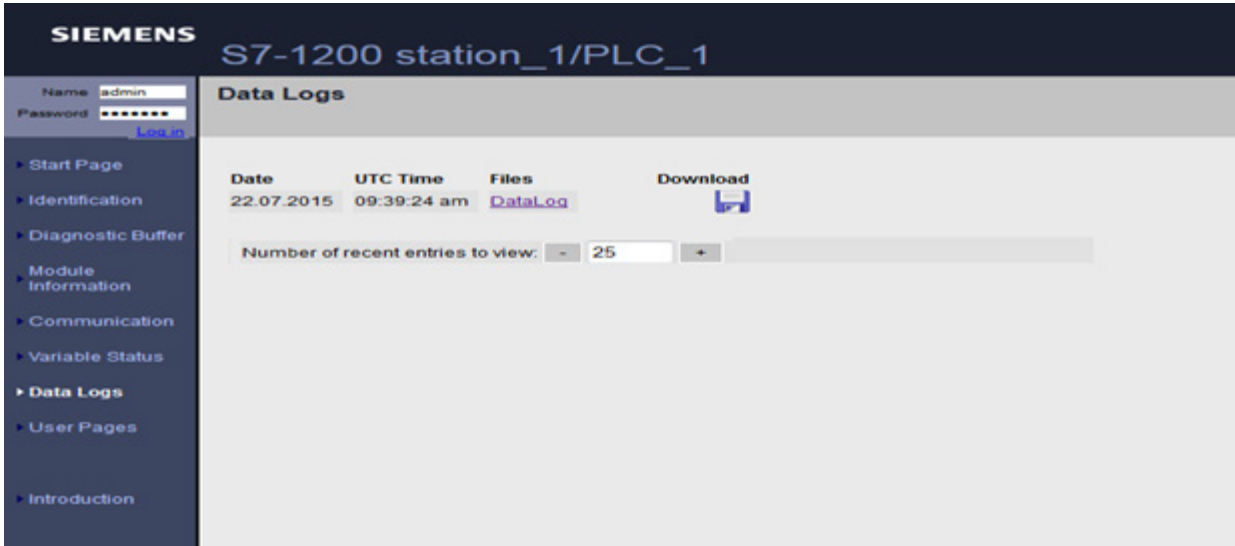 SIEMENS
S7-1200 station_1/PLC_1
Name admin
Password •••••••
Log in
Data Logs
Start Page
Identification
Diagnostic Buffer
Module
Information
Communication
Variable Status
Data Logs
User Pages
Introduction
Date UTC Time Files Download
22.07.2015 09:39:24 am DataLog
Number of recent entries to view: - 25 +